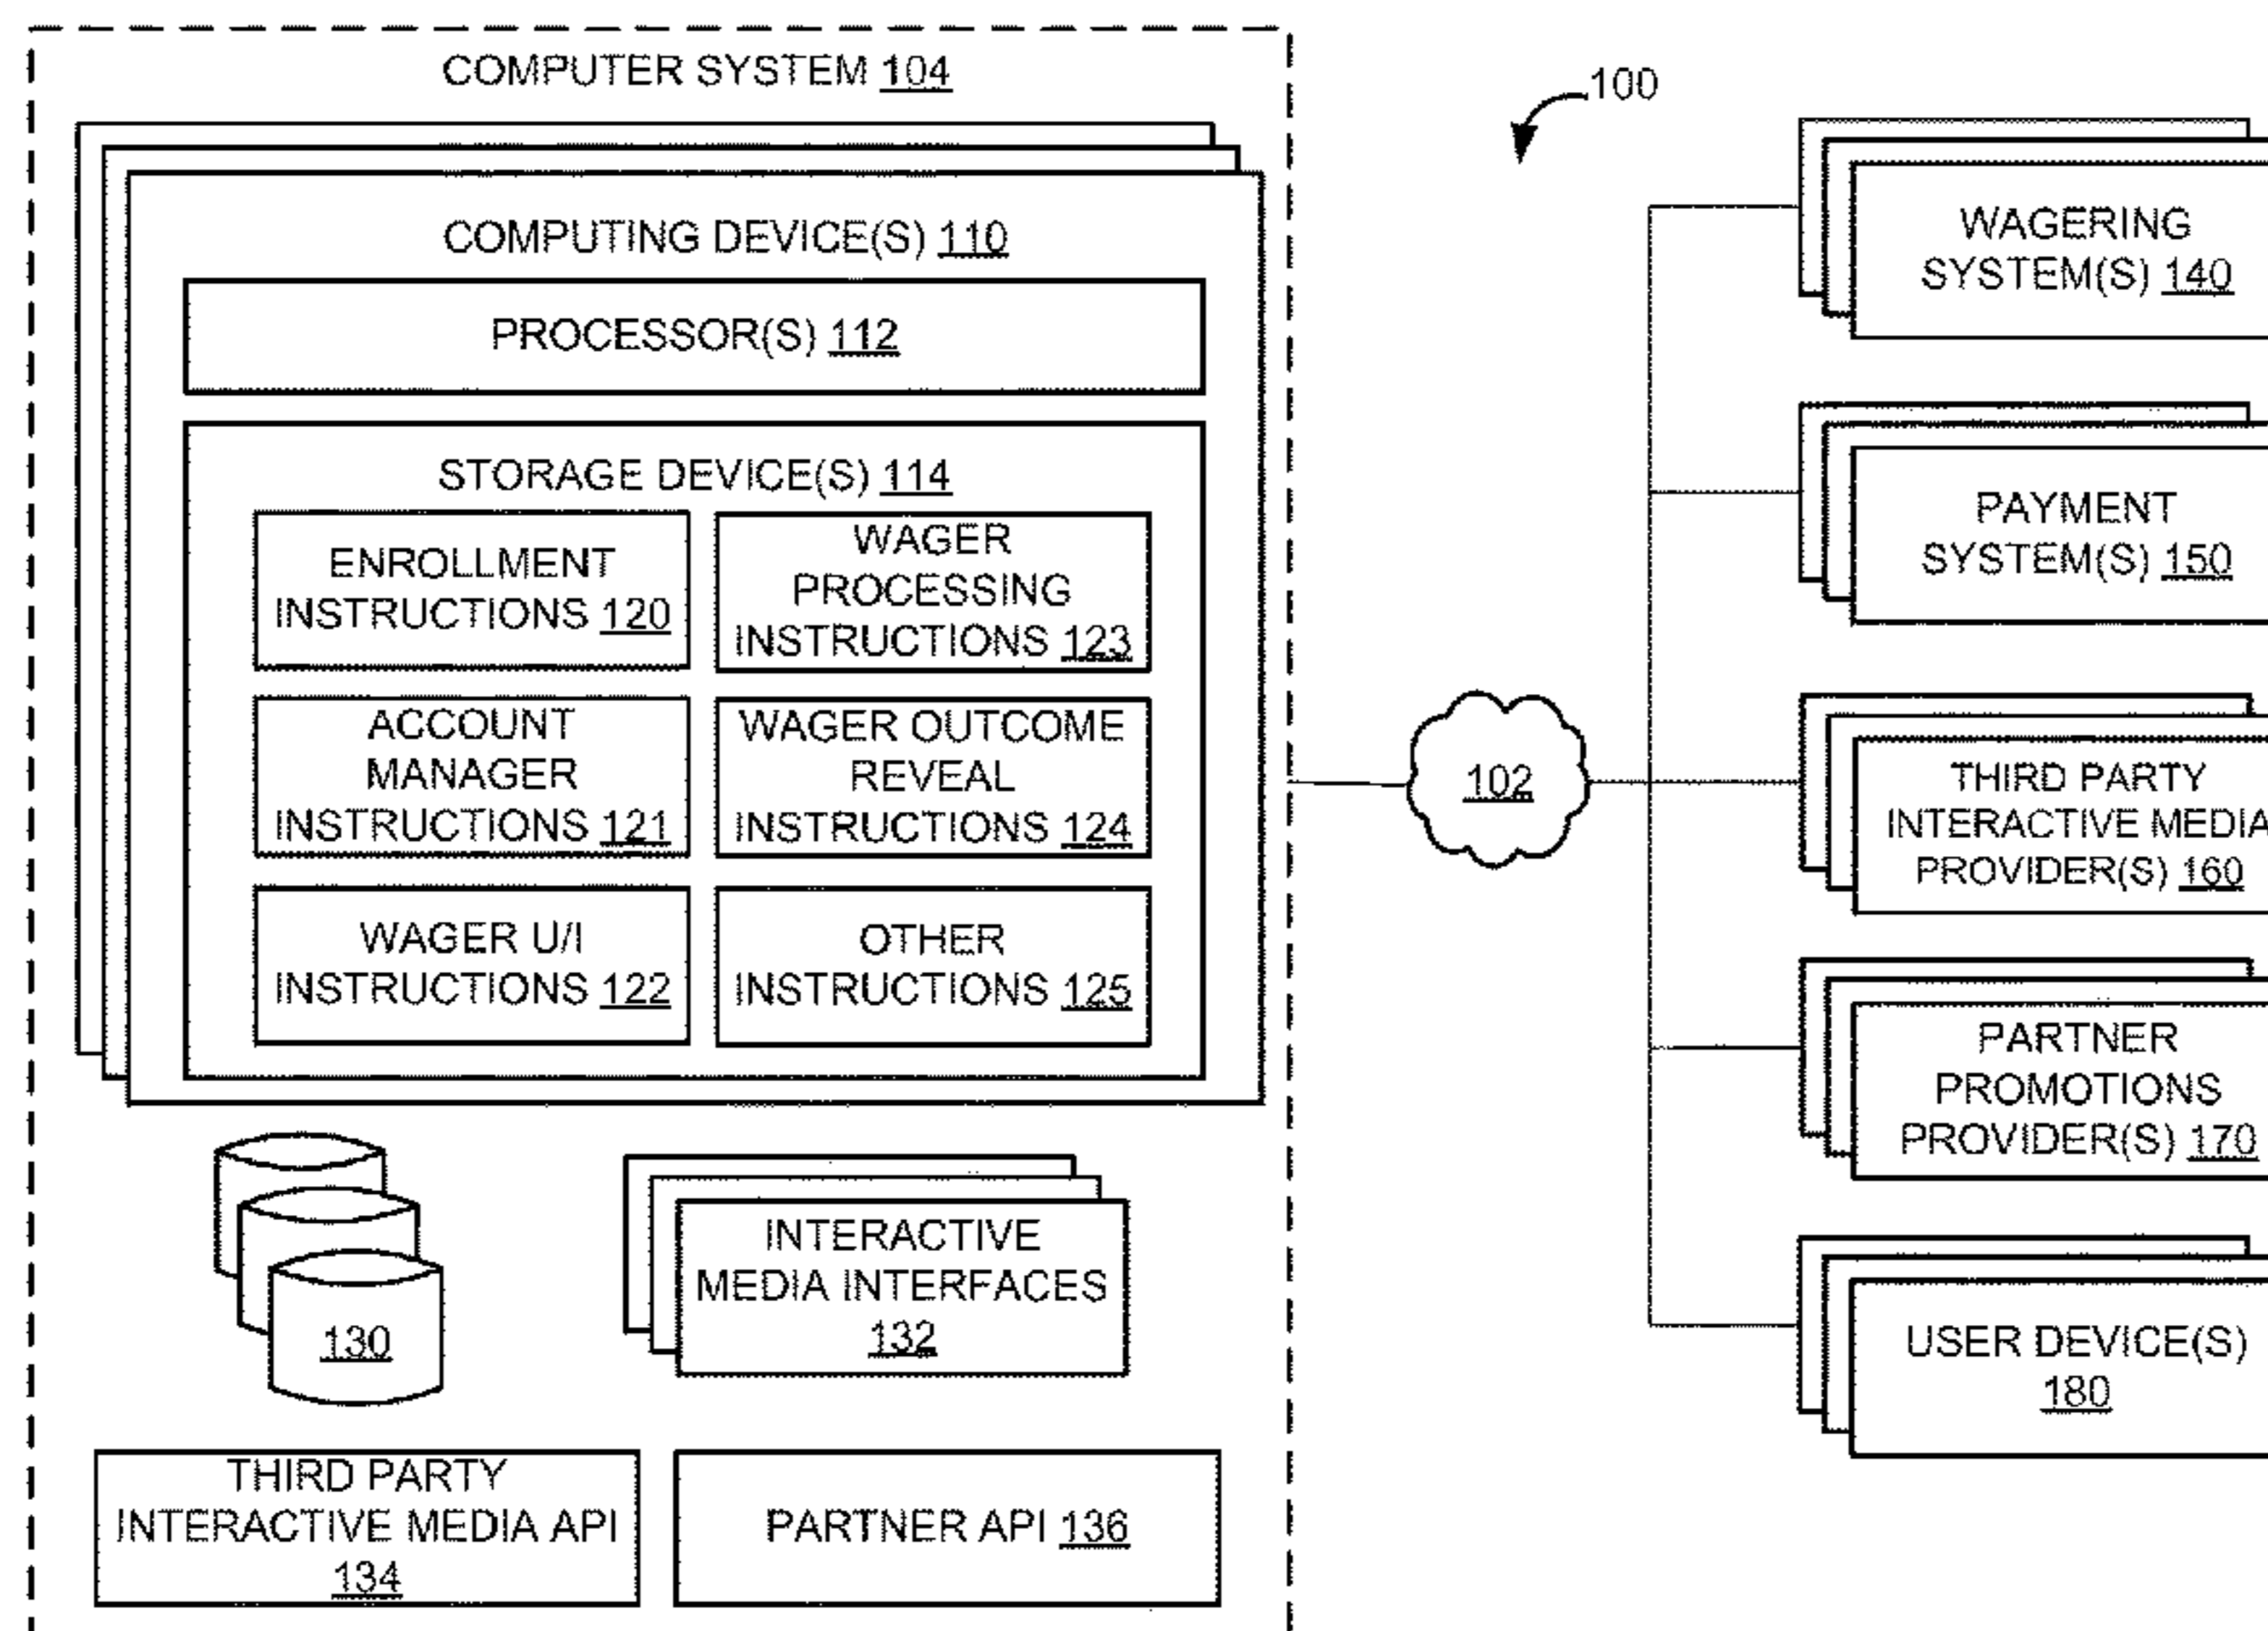 COMPUTER SYSTEM 104
COMPUTING DEVICE(S) 110
PROCESSOR(S) 112
STORAGE DEVICE(S) 114
ENROLLMENT
INSTRUCTIONS 120
WAGER
PROCESSING
INSTRUCTIONS 123
ACCOUNT
MANAGER
INSTRUCTIONS 121
WAGER OUTCOME
REVEAL
INSTRUCTIONS 124
WAGER U/I
INSTRUCTIONS 122
OTHER
INSTRUCTIONS 125
130
INTERACTIVE
MEDIA INTERFACES
132
THIRD PARTY
INTERACTIVE MEDIA API
134
PARTNER API 136
102
100
WAGERING
SYSTEM(S) 140
PAYMENT
SYSTEM(S) 150
THIRD PARTY
INTERACTIVE MEDIA
PROVIDER(S) 160
PARTNER
PROMOTIONS
PROVIDER(S) 170
USER DEVICE(S)
180